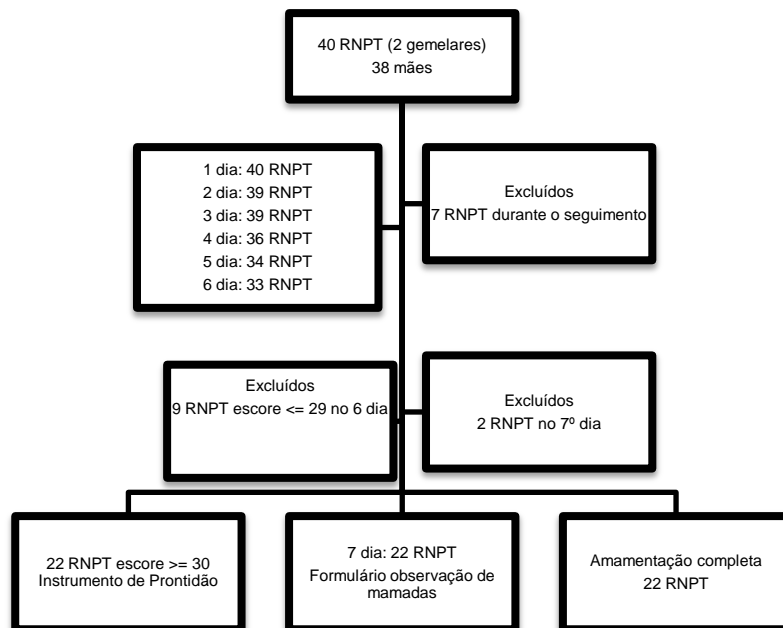 40 RNPT (2 gemelares)
38 mães
1 dia: 40 RNPT
2 dia: 39 RNPT
3 dia: 39 RNPT
4 dia: 36 RNPT
5 dia: 34 RNPT
6 dia: 33 RNPT
Excluídos
7 RNPT durante o seguimento
Excluídos
9 RNPT escore <= 29 no 6 dia
Excluídos
2 RNPT no 7º dia
22 RNPT escore >= 30
Instrumento de Prontidão
7 dia: 22 RNPT
Formulário observação de
mamadas
Amamentação completa
22 RNPT